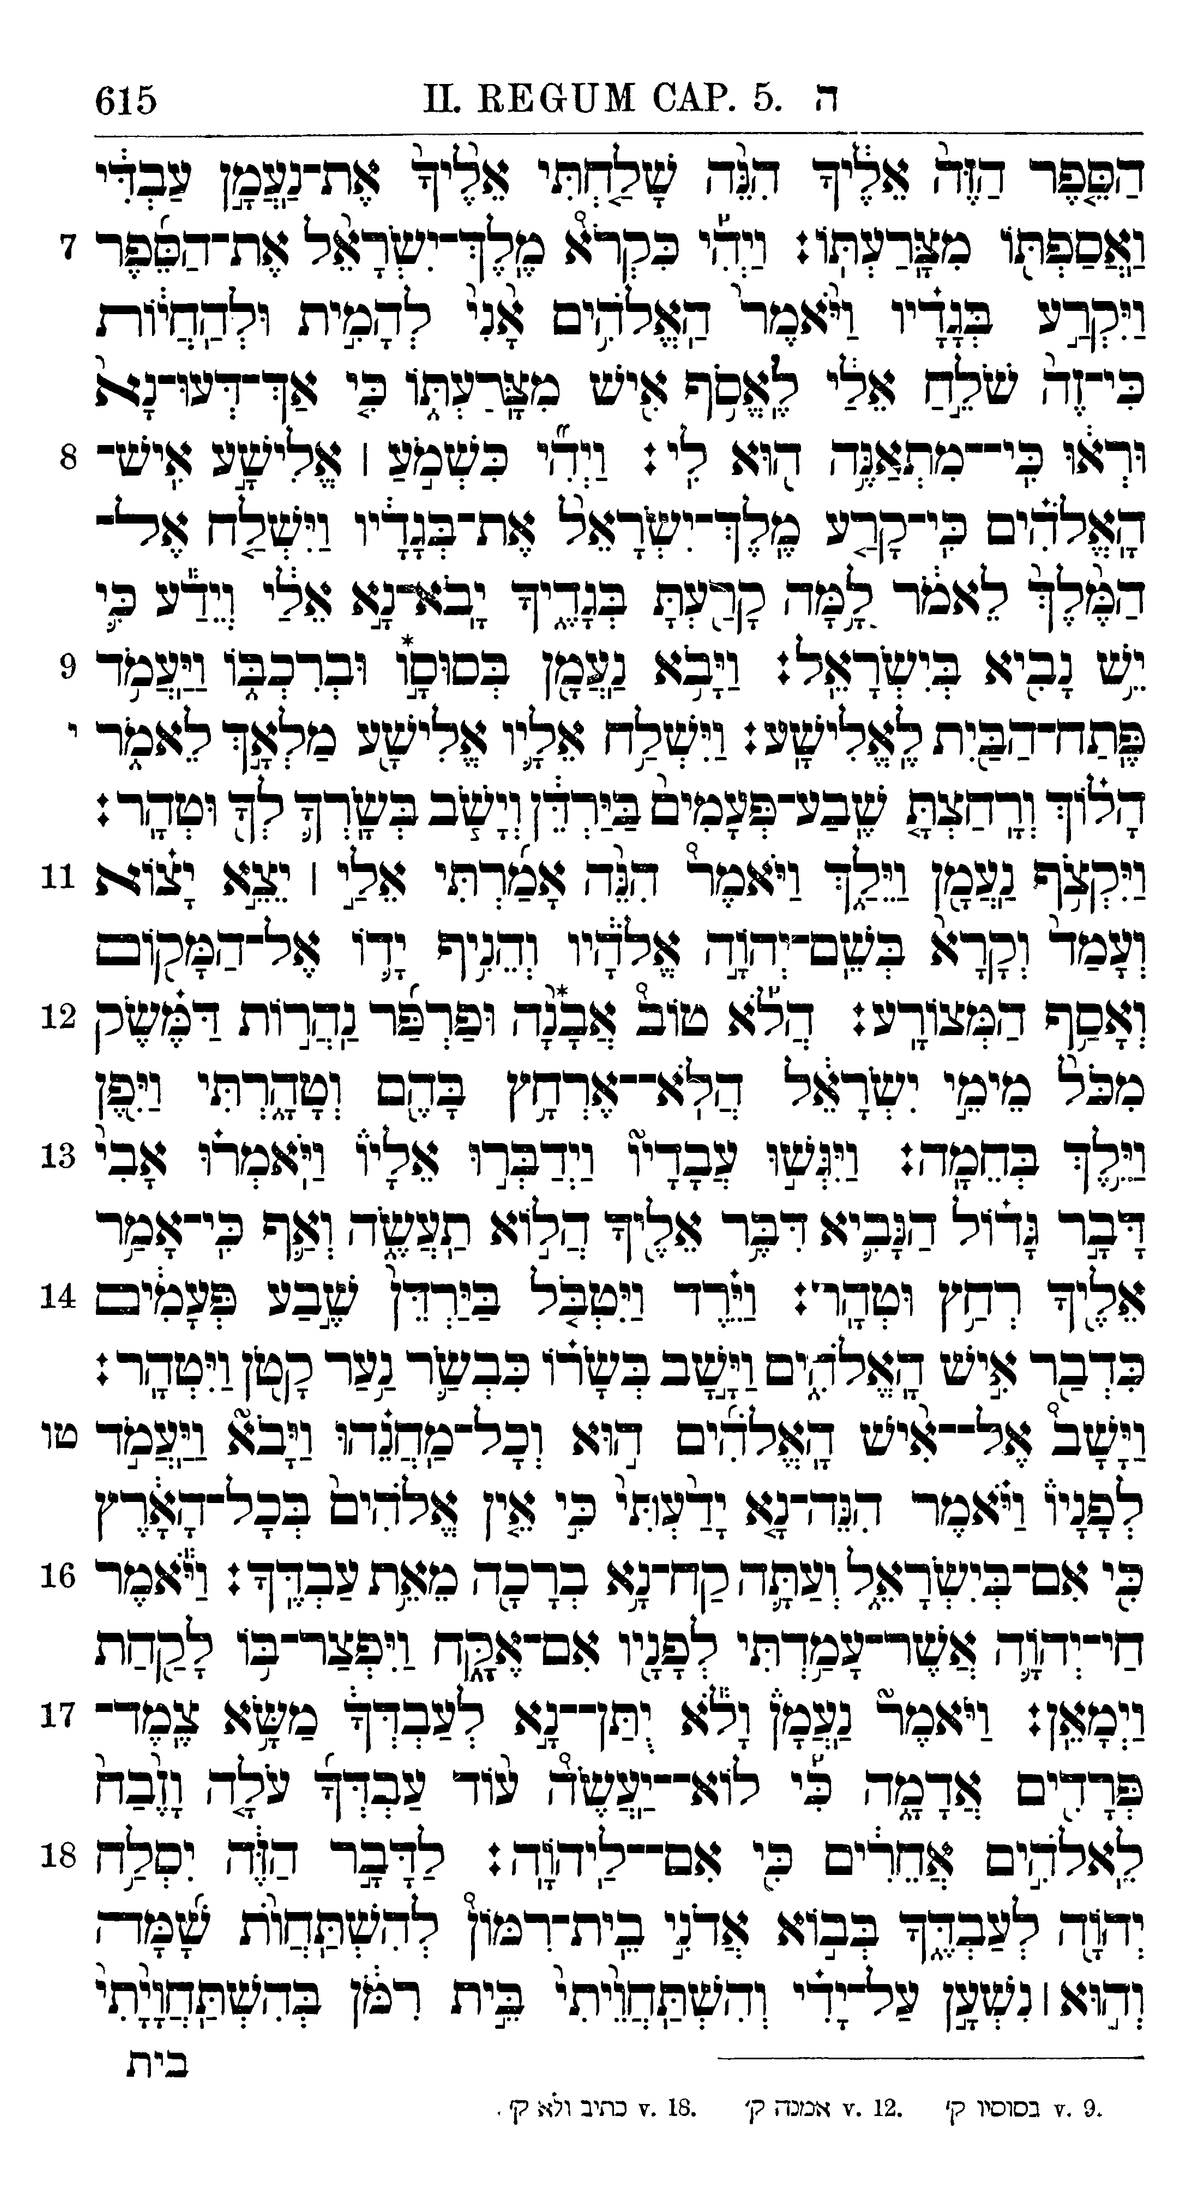 615 II. REGUM CAP. 5. ה
הַסֵּ֤פֶר הַזֶּה֙ אֵלֶ֔יךָ הִנֵּ֨ה שָׁלַ֤חְתִּי אֵלֶ֙יךָ֙ אֶת־נַעֲמָ֣ן עַבְדִּ֔י
7 וַאֲסַפְתּ֖וֹ מִצָּרַעְתּֽוֹ׃ וַיְהִ֡י כִּקְרֹא֩ מֶֽלֶךְ־יִשְׂרָאֵ֨ל אֶת־הַסֵּ֜פֶר
וַיִּקְרַ֣ע בְּגָדָ֗יו וַיֹּ֙אמֶר֙ הַאֱלֹהִ֥ים אָ֙נִי֙ לְהָמִ֣ית וּלְהַֽחֲי֔וֹת
כִּי־זֶה֙ שֹׁלֵ֣חַ אֵלַ֔י לֶאֱסֹ֥ף אִ֖ישׁ מִצָּֽרַעְתּ֑וֹ כִּ֤י אַךְ־דְּעוּ־נָא֙
8 וּרְא֔וּ כִּֽי־־מִתְאַנֶּ֥ה ה֖וּא לִֽי׃ וַיְהִ֞י כִּשְׁמֹ֣עַ ׀ אֱלִישָׁ֣ע אִישׁ־
הָאֱלֹהִ֗ים כִּֽי־קָרַ֤ע מֶֽלֶךְ־יִשְׂרָאֵל֙ אֶת־בְּגָדָ֔יו וַיִּשְׁלַח֙ אֶל־
הַמֶּ֙לֶךְ֙ לֵאמֹ֔ר לָ֥מָּה קָרַ֖עְתָּ בְּגָדֶ֑יךָ יָֽבֹא־נָ֣א אֵלַ֔י וְיֵדַ֕ע כִּ֛י
9 יֵ֥שׁ נָבִ֖יא בְּיִשְׂרָאֵֽל׃ וַיָּבֹ֥א נַעֲמָ֖ן בְּסוּסָ֣ו֯ וּבְרִכְבּ֑וֹ וַיַּעֲמֹ֥ד
י פֶּֽתַח־הַבַּ֖יִת לֶאֱלִישָֽׁע׃ וַיִּשְׁלַ֥ח אֵלָ֛יו אֱלִישָׁ֖ע מַלְאָ֣ךְ לֵאמֹ֑ר
הָל֗וֹךְ וְרָֽחַצְתָּ֤ שֶֽׁבַע־פְּעָמִים֙ בַּיַּרְדֵּ֔ן וְיָשֹׁ֧ב בְּשָׂרְךָ֛ לְךָ֖ וּטְהָֽר׃
11 וַיִּקְצֹ֥ף נַעֲמָ֖ן וַיֵּלַ֑ךְ וַיֹּאמֶר֩ הִנֵּ֨ה אָמַ֜רְתִּי אֵלַ֣י ׀ יֵצֵ֣א יָצ֗וֹא
וְעָמַד֙ וְקָרָא֙ בְּשֵֽׁם־יְהוָ֣ה אֱלֹהָ֔יו וְהֵנִ֥יף יָד֛וֹ אֶל־הַמָּק֖וֹם
12 וְאָסַ֥ף הַמְּצוֹרָֽע׃ הֲלֹ֡א טוֹב֩ אֲבָנָ֨ה וּפַרְפַּ֜ר נַהֲר֣וֹת דַּמֶּ֗שֶׂק
מִכֹּל֙ מֵימֵ֣י יִשְׂרָאֵ֔ל הֲלֹֽא־־אֶרְחַ֥ץ בָּהֶ֖ם וְטָהָ֑רְתִּי וַיִּ֖פֶן
13 וַיֵּ֥לֶךְ בְּחֵמָֽה׃ וַיִּגְּשׁ֣וּ עֲבָדָיו֮ וַיְדַבְּר֣וּ אֵלָיו֒ וַיֹּאמְר֗וּ אָבִי֙
דָּבָ֣ר גָּד֗וֹל הַנָּבִ֛יא דִּבֶּ֥ר אֵלֶ֖יךָ הֲל֣וֹא תַעֲשֶׂ֑ה וְאַ֛ף כִּֽי־אָמַ֥ר
14 אֵלֶ֖יךָ רְחַ֥ץ וּטְהָֽר׃ וַיֵּ֗רֶד וַיִּטְבֹּ֤ל בַּיַּרְדֵּן֙ שֶׁ֣בַע פְּעָמִ֔ים
כִּדְבַ֖ר אִ֣ישׁ הָאֱלֹהִ֑ים וַיָּ֣שָׁב בְּשָׂר֗וֹ כִּבְשַׂ֛ר נַ֥עַר קָטֹ֖ן וַיִּטְהָֽר׃
טו וַיָּשָׁב֩ אֶל־־אִ֨ישׁ הָאֱלֹהִ֜ים ה֣וּא וְכָֽל־מַחֲנֵ֗הוּ וַיָּבֹא֮ וַיַּעֲמֹ֣ד
לְפָנָיו֒ וַיֹּ֗אמֶר הִנֵּה־נָ֤א יָדַ֙עְתִּי֙ כִּ֣י אֵ֤ין אֱלֹהִים֙ בְּכָל־הָאָ֔רֶץ
16 כִּ֖י אִם־בְּיִשְׂרָאֵ֑ל וְעַתָּ֛ה קַח־נָ֥א בְרָכָ֖ה מֵאֵ֥ת עַבְדֶּֽךָ׃ וַיֹּ֕אמֶר
חַי־יְהוָ֛ה אֲשֶׁר־עָמַ֥דְתִּי לְפָנָ֖יו אִם־אֶקָּ֑ח וַיִּפְצַר־בּ֥וֹ לָקַ֖חַת
17 וַיְמָאֵֽן׃ וַיֹּאמֶר֮ נַעֲמָן֒ וָלֹ֕א יֻתַּן־־נָ֣א לְעַבְדְּךָ֔ מַשָּׂ֥א צֶֽמֶד־
פְּרָדִ֖ים אֲדָמָ֑ה כִּ֡י לוֹא־־יַעֲשֶׂה֩ ע֨וֹד עַבְדְּךָ֜ עֹלָ֤ה וָזֶ֙בַח֙
18 לֵאלֹהִ֣ים אֲחֵרִ֔ים כִּ֖י אִם־־לַֽיהוָֽה׃ לַדָּבָ֣ר הַזֶּ֔ה יִסְלַ֥ח
יְהוָ֖ה לְעַבְדֶּ֑ךָ בְּב֣וֹא אֲדֹנִ֣י בֵית־רִמּוֹן֩ לְהִשְׁתַּחֲוֺ֨ת שָׁ֜מָּה
וְה֣וּא ׀ נִשְׁעָ֣ן עַל־יָדִ֗י וְהִֽשְׁתַּחֲוֵ֙יתִי֙ בֵּ֣ית רִמֹּ֔ן בְּהִשְׁתַּחֲוָיָ֙תִי֙
בית
v. 9. בסוסיו ק׳ v. 12. אמנה ק׳ v. 18. כתיב ולא ק׳.